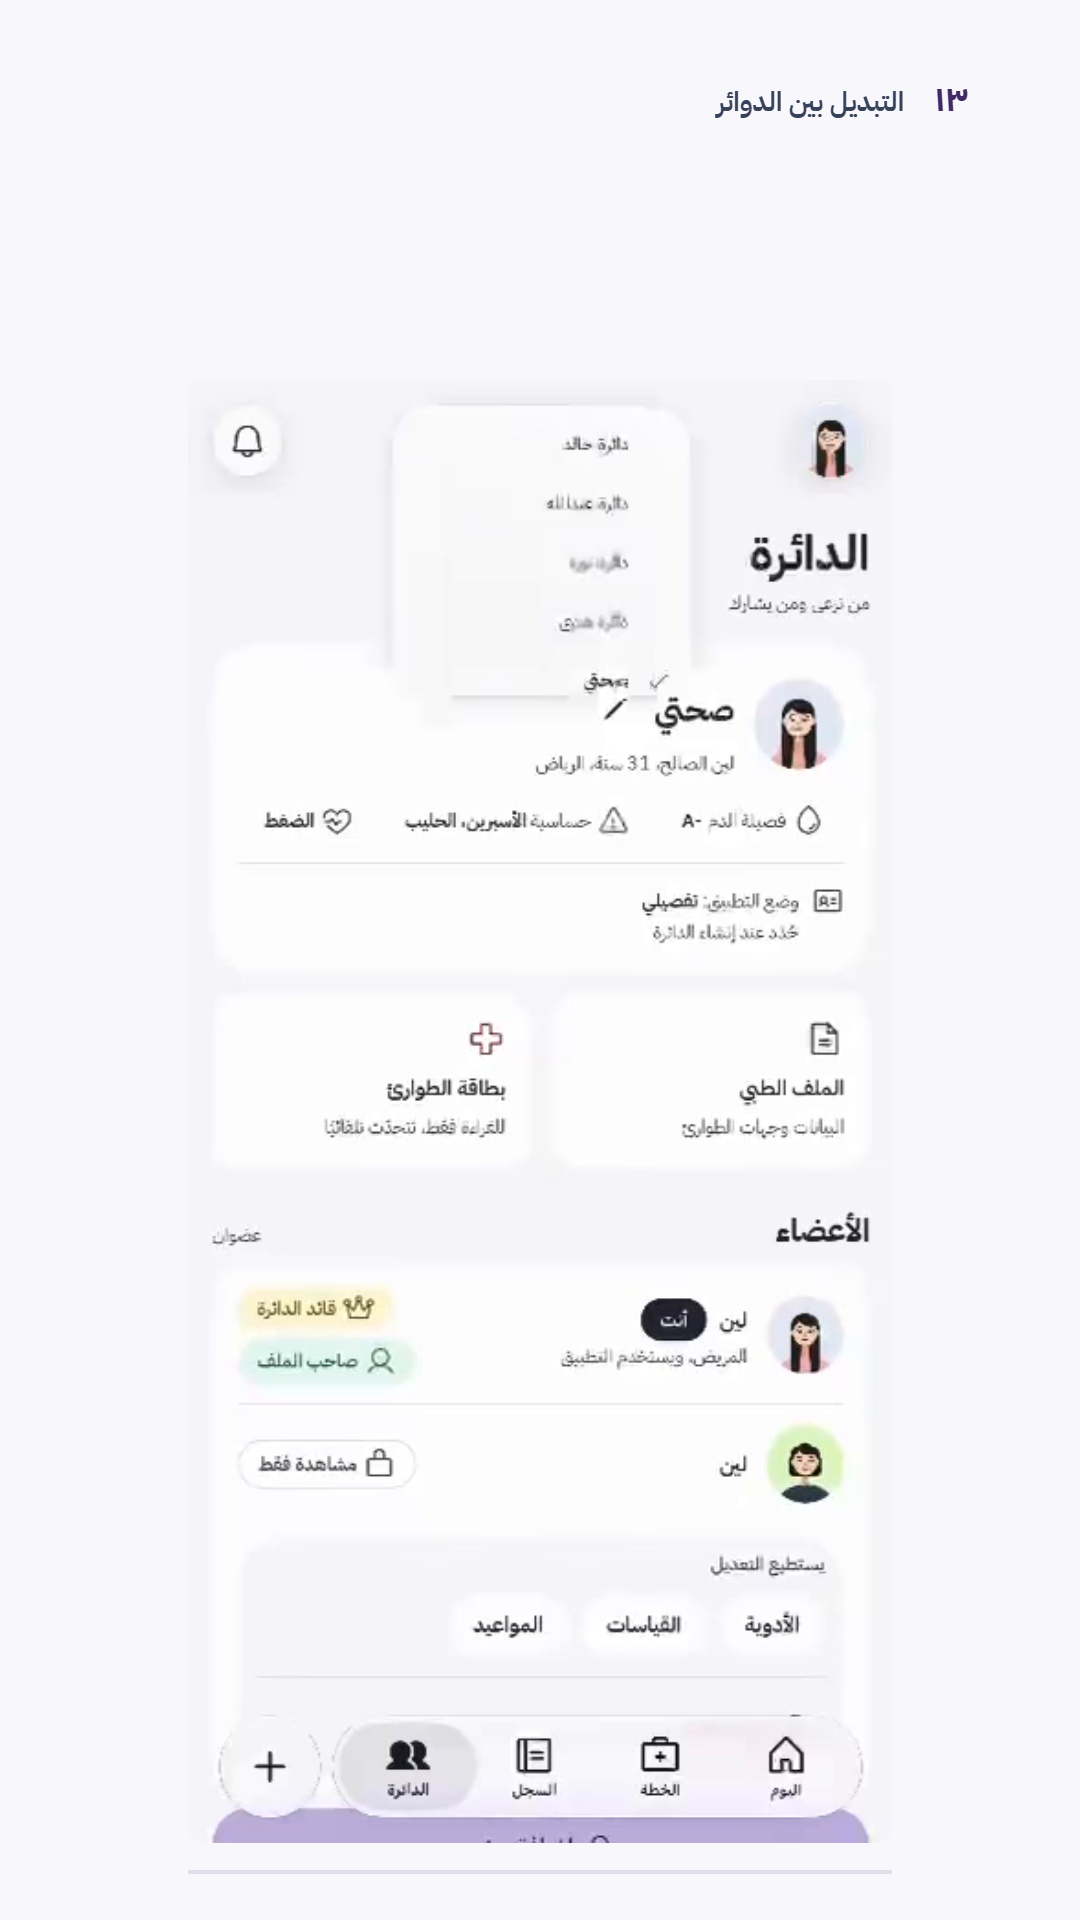 ١٣ التبديل بين الدوائر
دائرة خالد
دائرة عبدالله
دائرة نورة
دائرة هدى
صحتي
الدائرة
من ترعى ومن يشارك
صحتي
لين الصالح، 31 سنة، الرياض
فصيلة الدم A-
حساسية الأسبرين، الحليب
الضغط
وضع التطبيق: تفصيلي
حُدد عند إنشاء الدائرة
الملف الطبي
البيانات وجهات الطوارئ
بطاقة الطوارئ
للقراءة فقط، تتحدّث تلقائيًا
الأعضاء
عضوان
لين أنت
المريض، ويستخدم التطبيق
قائد الدائرة
صاحب الملف
لين
مشاهدة فقط
يستطيع التعديل
الأدوية
القياسات
المواعيد
اليوم
الخطة
السجل
الدائرة